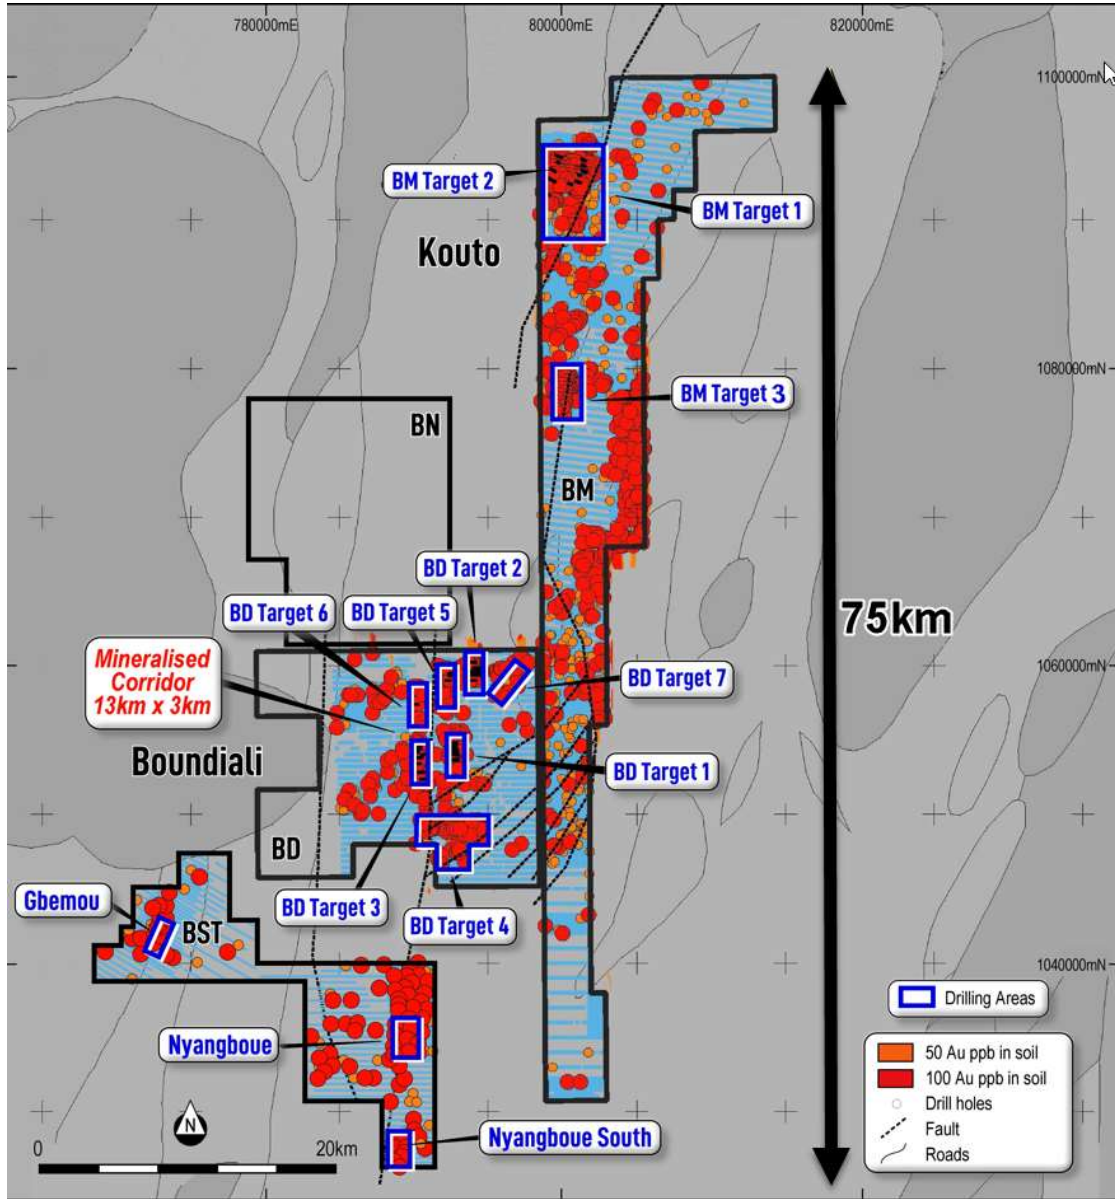 780000mE
800000mE
820000mE
1100000mN
BM Target 2
BM Target 1
Kouto
1080000mN
BM Target 3
BN
BM
BD Target 2
BD Target 6
BD Target 5
75km
Mineralised
Corridor
13km x 3km
1060000mN
BD Target 7
Boundiali
BD Target 1
BD
BD Target 3
BD Target 4
Gbemou
BST
1040000mN
Drilling Areas
Nyangboue
50 Au ppb in soil
100 Au ppb in soil
Drill holes
Fault
Roads
N
Nyangboue South
0
20km